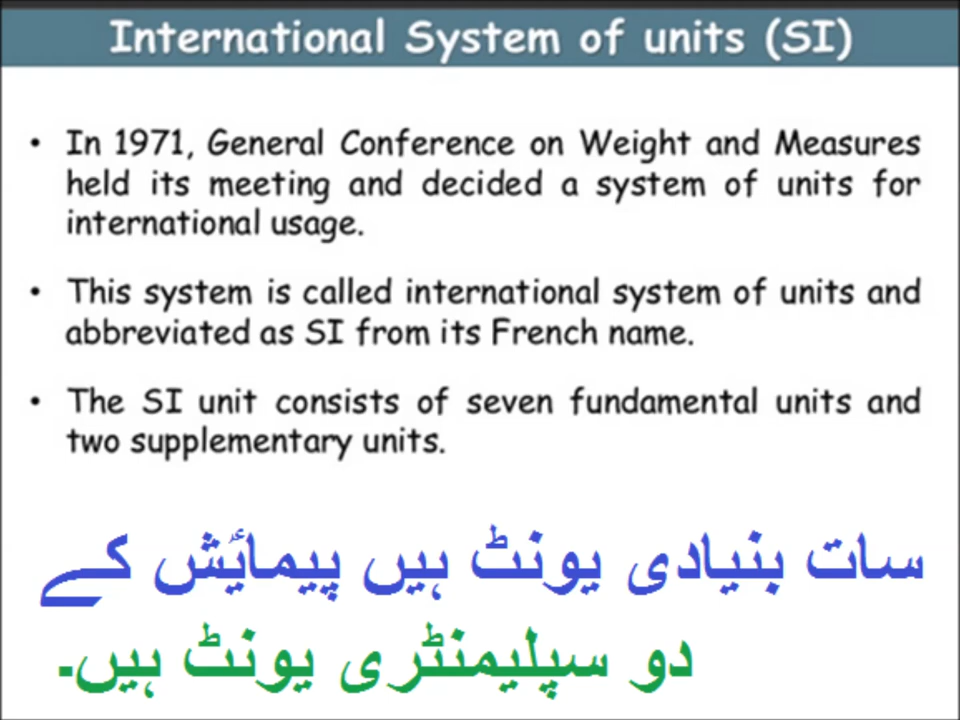 International System of units (SI)
• In 1971, General Conference on Weight and Measures
held its meeting and decided a system of units for
international usage.
• This system is called international system of units and
abbreviated as SI from its French name.
• The SI unit consists of seven fundamental units and
two supplementary units.
سات بنیادی یونٹ ہیں پیمائش کے
دو سپلیمنٹری یونٹ ہیں۔